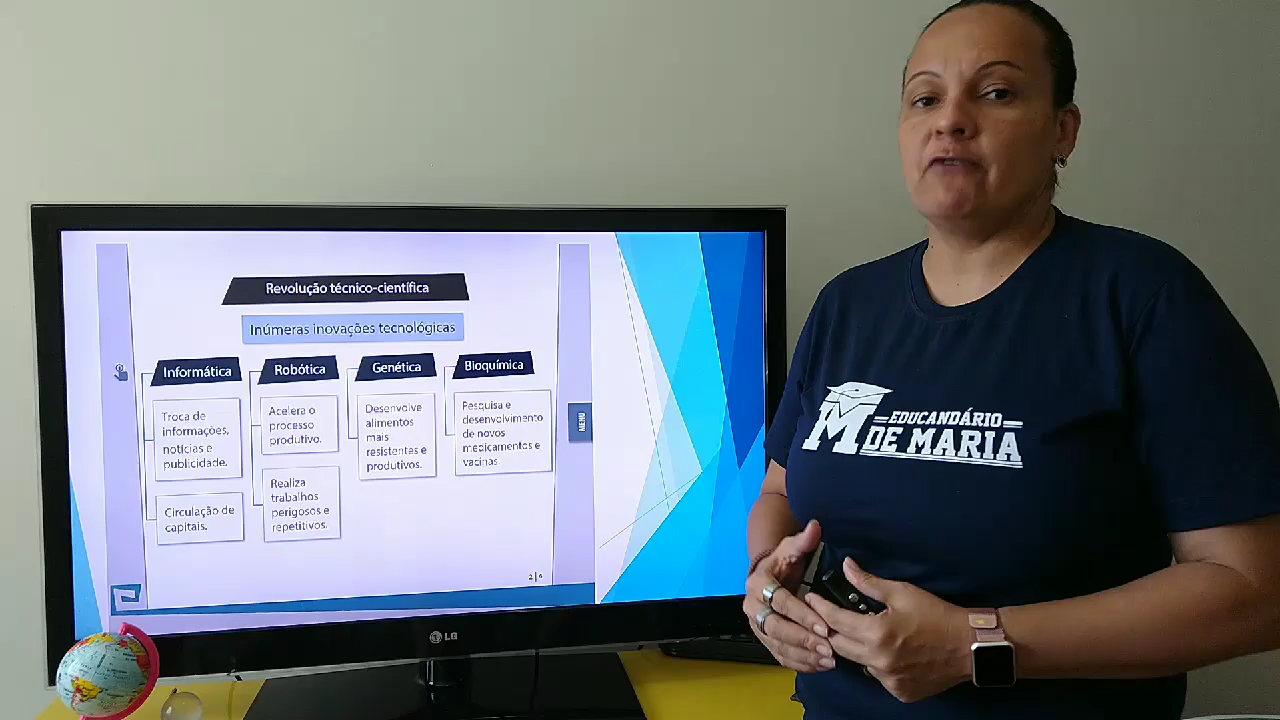 Revolução técnico-científica
Inúmeras inovações tecnológicas
Informática
Troca de
informações,
notícias e
publicidade.
Circulação de
capitais.
Robótica
Acelera o
processo
produtivo.
Realiza
trabalhos
perigosos e
repetitivos.
Genética
Desenvolve
alimentos
mais
resistentes e
produtivos.
Bioquímica
Pesquisa e
desenvolvimento
de novos
medicamentos e
vacinas
MENU
2|6
LG
M EDUCANDÁRIO
DE MARIA